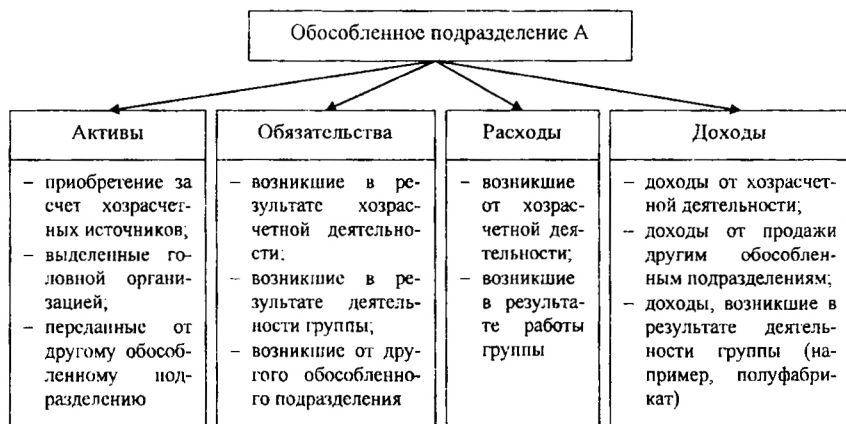 Обособленное подразделение А
Активы
– приобретение за
счет хозрасчет-
ных источников;
– выделенные го-
ловной органи-
зацией;
– переданные от
другому обособ-
ленному под-
разделению
Обязательства
– возникшие в ре-
зультате хозрас-
четной деятельно-
сти;
– возникшие в ре-
зультате деятель-
ности группы;
– возникшие от дру-
гого обособленно-
го подразделения
Расходы
– возникшие
от хозрас-
четной дея-
тельности;
– возникшие
в результа-
те работы
группы
Доходы
– доходы от хозрасчет-
ной деятельности;
– доходы от продажи
другим обособлен-
ным подразделениям;
– доходы, возникшие в
результате деятель-
ности группы (на-
пример, полуфабри-
кат)